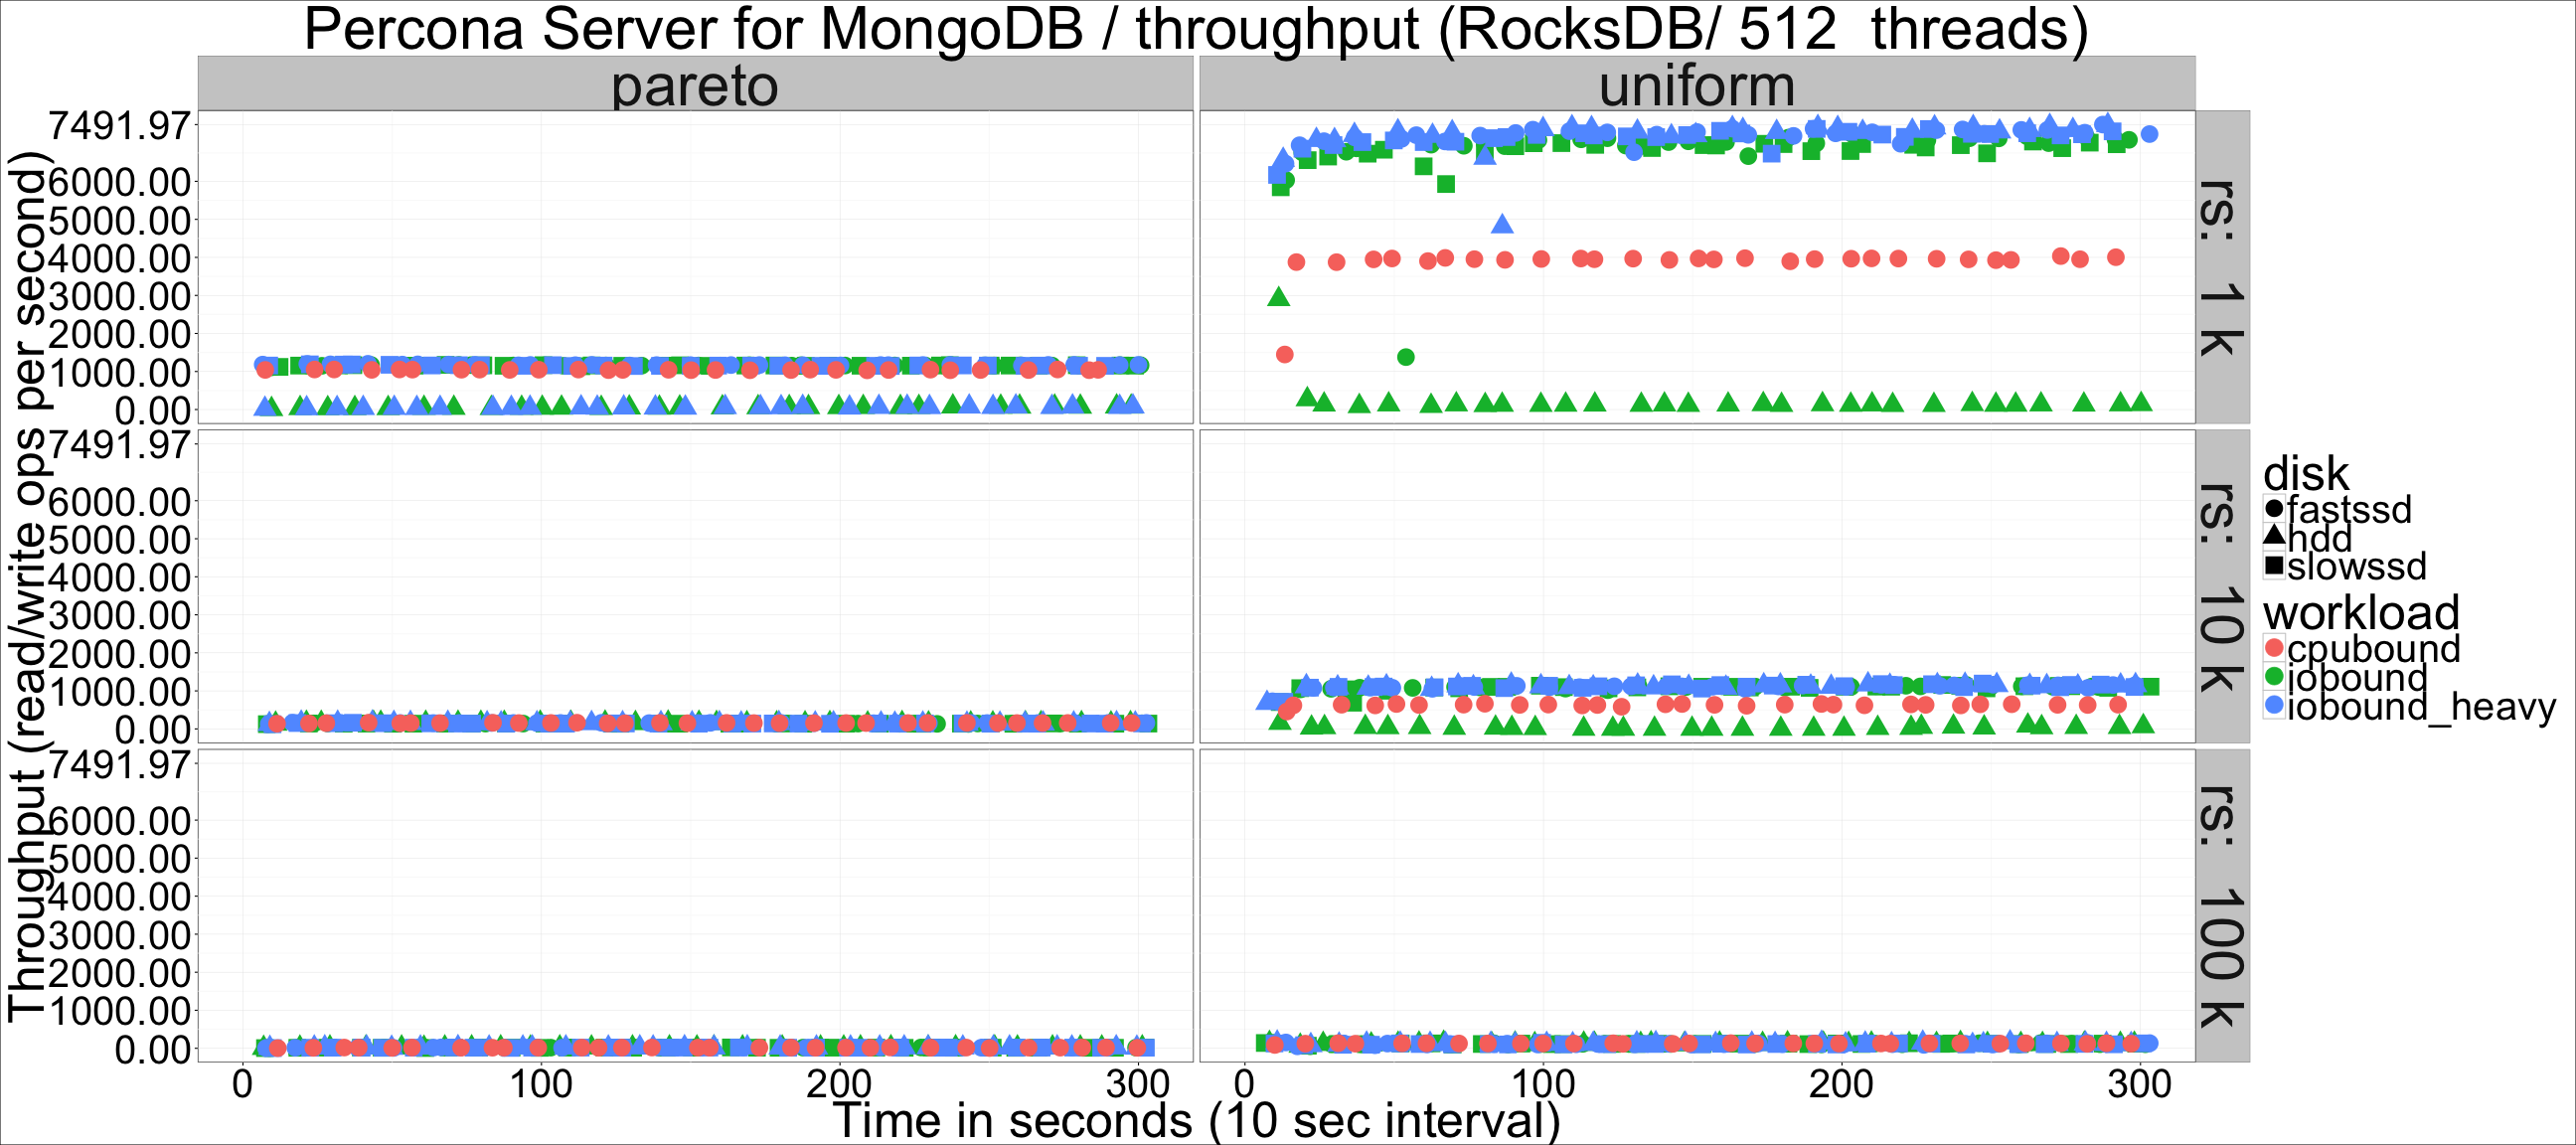 Percona Server for MongoDB / throughput (RocksDB/ 512  threads)
pareto
uniform
Throughput (read/write ops per second)
7491.97
6000.00
5000.00
4000.00
3000.00
2000.00
1000.00
0.00
rs:  1 k
7491.97
6000.00
5000.00
4000.00
3000.00
2000.00
1000.00
0.00
rs:  10 k
7491.97
6000.00
5000.00
4000.00
3000.00
2000.00
1000.00
0.00
rs:  100 k
0 100 200 300
0 100 200 300
Time in seconds (10 sec interval)
disk
fastssd
hdd
slowssd
workload
cpubound
iobound
iobound_heavy